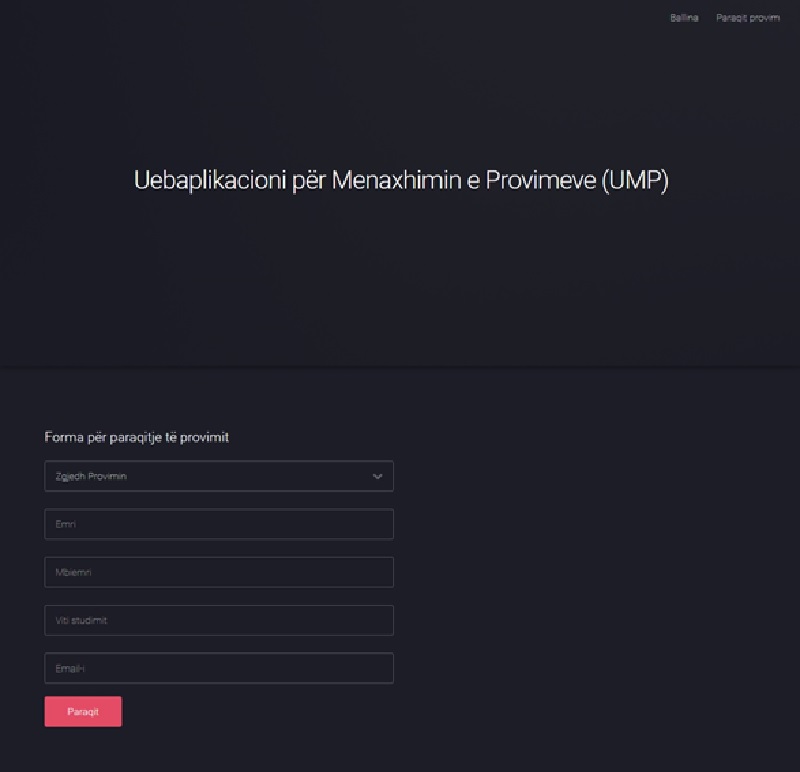 Ballina Paraqit provim
Uebaplikacioni për Menaxhimin e Provimeve (UMP)
Forma për paraqitje të provimit
Zgjedh Provimin
Emri
Mbiemri
Viti studimit
Email-i
Paraqit